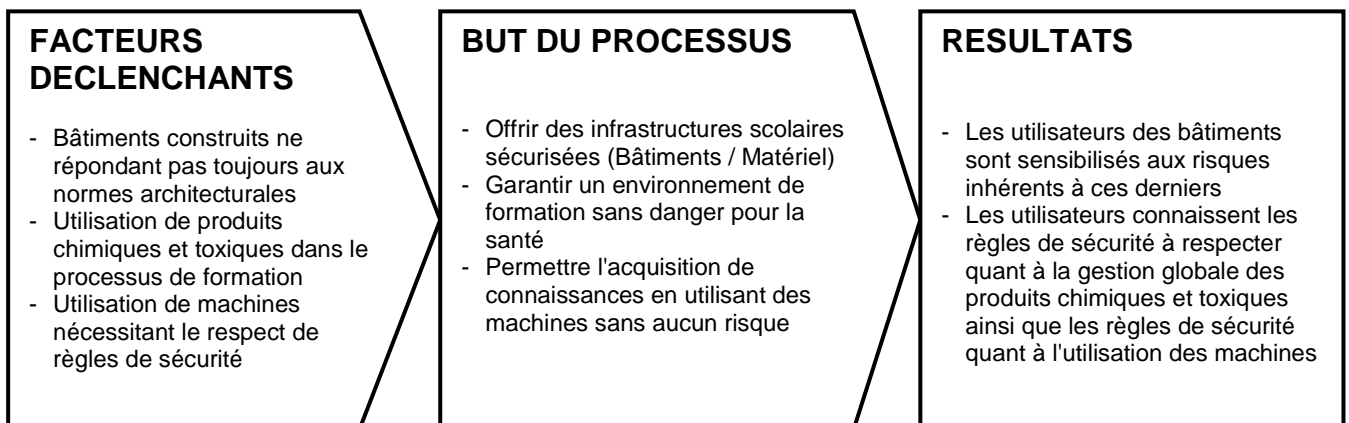 FACTEURS
DECLENCHANTS
- Bâtiments construits ne
répondant pas toujours aux
normes architecturales
- Utilisation de produits
chimiques et toxiques dans le
processus de formation
- Utilisation de machines
nécessitant le respect de
règles de sécurité
BUT DU PROCESSUS
- Offrir des infrastructures scolaires
sécurisées (Bâtiments / Matériel)
- Garantir un environnement de
formation sans danger pour la
santé
- Permettre l'acquisition de
connaissances en utilisant des
machines sans aucun risque
RESULTATS
- Les utilisateurs des bâtiments
sont sensibilisés aux risques
inhérents à ces derniers
- Les utilisateurs connaissent les
règles de sécurité à respecter
quant à la gestion globale des
produits chimiques et toxiques
ainsi que les règles de sécurité
quant à l'utilisation des machines